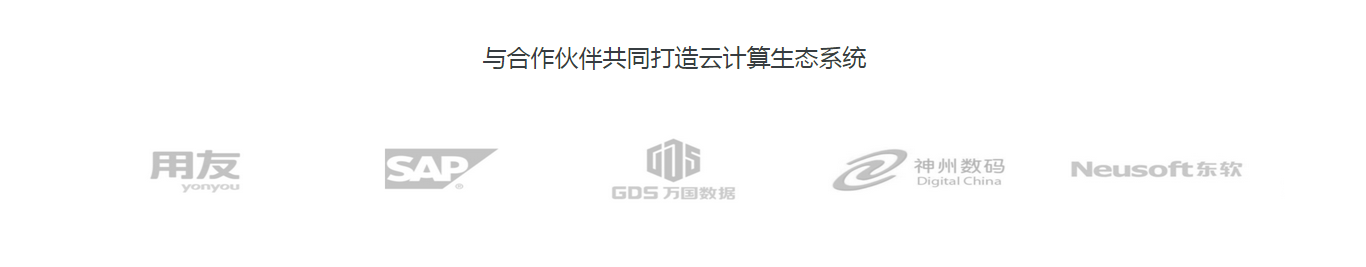 与合作伙伴共同打造云计算生态系统
用友
yonyou
SAP
®
GDS
GDS 万国数据
神州数码
Digital China
Neusoft 东软